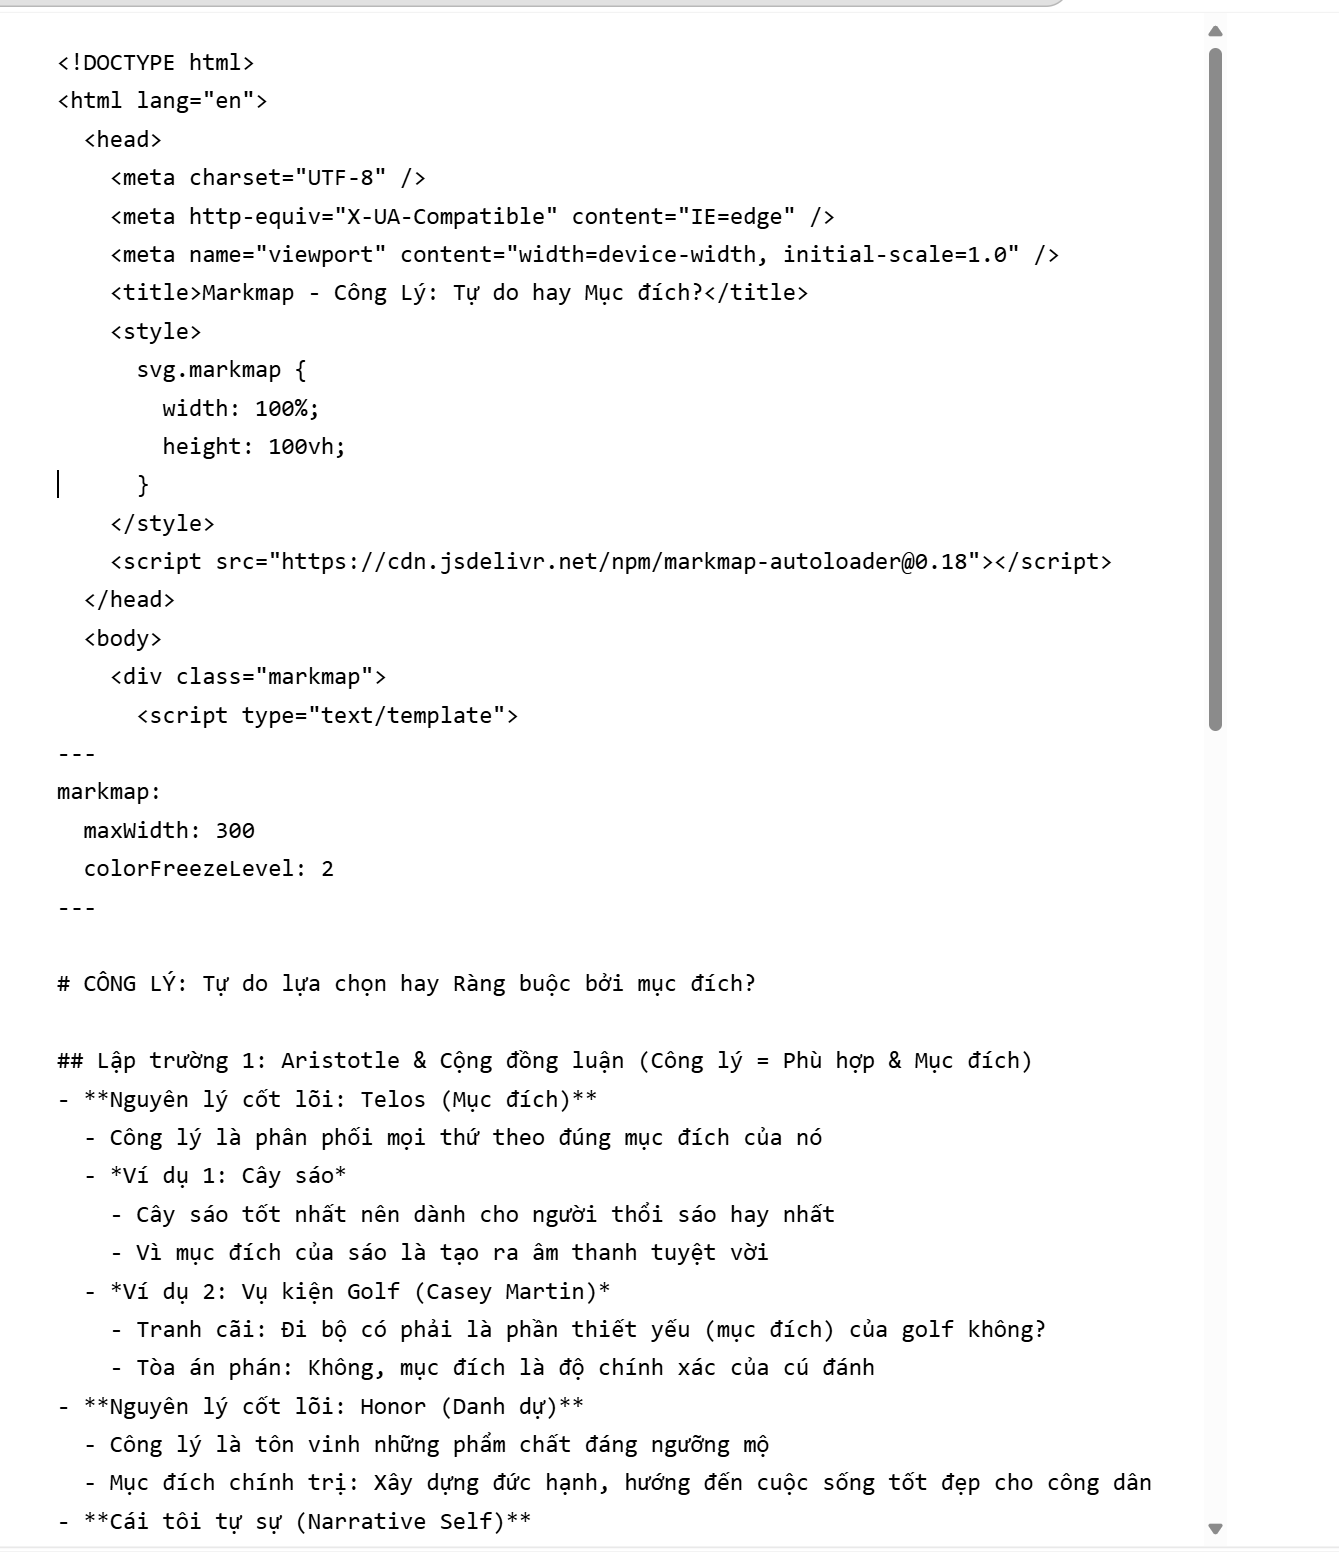 <!DOCTYPE html>
<html lang="en">
  <head>
    <meta charset="UTF-8" />
    <meta http-equiv="X-UA-Compatible" content="IE=edge" />
    <meta name="viewport" content="width=device-width, initial-scale=1.0" />
    <title>Markmap - Công Lý: Tự do hay Mục đích?</title>
    <style>
      svg.markmap {
        width: 100%;
        height: 100vh;
      }
    </style>
    <script src="https://cdn.jsdelivr.net/npm/markmap-autoloader@0.18"></script>
  </head>
  <body>
    <div class="markmap">
      <script type="text/template">
---
markmap:
  maxWidth: 300
  colorFreezeLevel: 2
---

# CÔNG LÝ: Tự do lựa chọn hay Ràng buộc bởi mục đích?

## Lập trường 1: Aristotle & Cộng đồng luận (Công lý = Phù hợp & Mục đích)
- **Nguyên lý cốt lõi: Telos (Mục đích)**
  - Công lý là phân phối mọi thứ theo đúng mục đích của nó
  - *Ví dụ 1: Cây sáo*
    - Cây sáo tốt nhất nên dành cho người thổi sáo hay nhất
    - Vì mục đích của sáo là tạo ra âm thanh tuyệt vời
  - *Ví dụ 2: Vụ kiện Golf (Casey Martin)*
    - Tranh cãi: Đi bộ có phải là phần thiết yếu (mục đích) của golf không?
    - Tòa án phán: Không, mục đích là độ chính xác của cú đánh
- **Nguyên lý cốt lõi: Honor (Danh dự)**
  - Công lý là tôn vinh những phẩm chất đáng ngưỡng mộ
  - Mục đích chính trị: Xây dựng đức hạnh, hướng đến cuộc sống tốt đẹp cho công dân
- **Cái tôi tự sự (Narrative Self)**